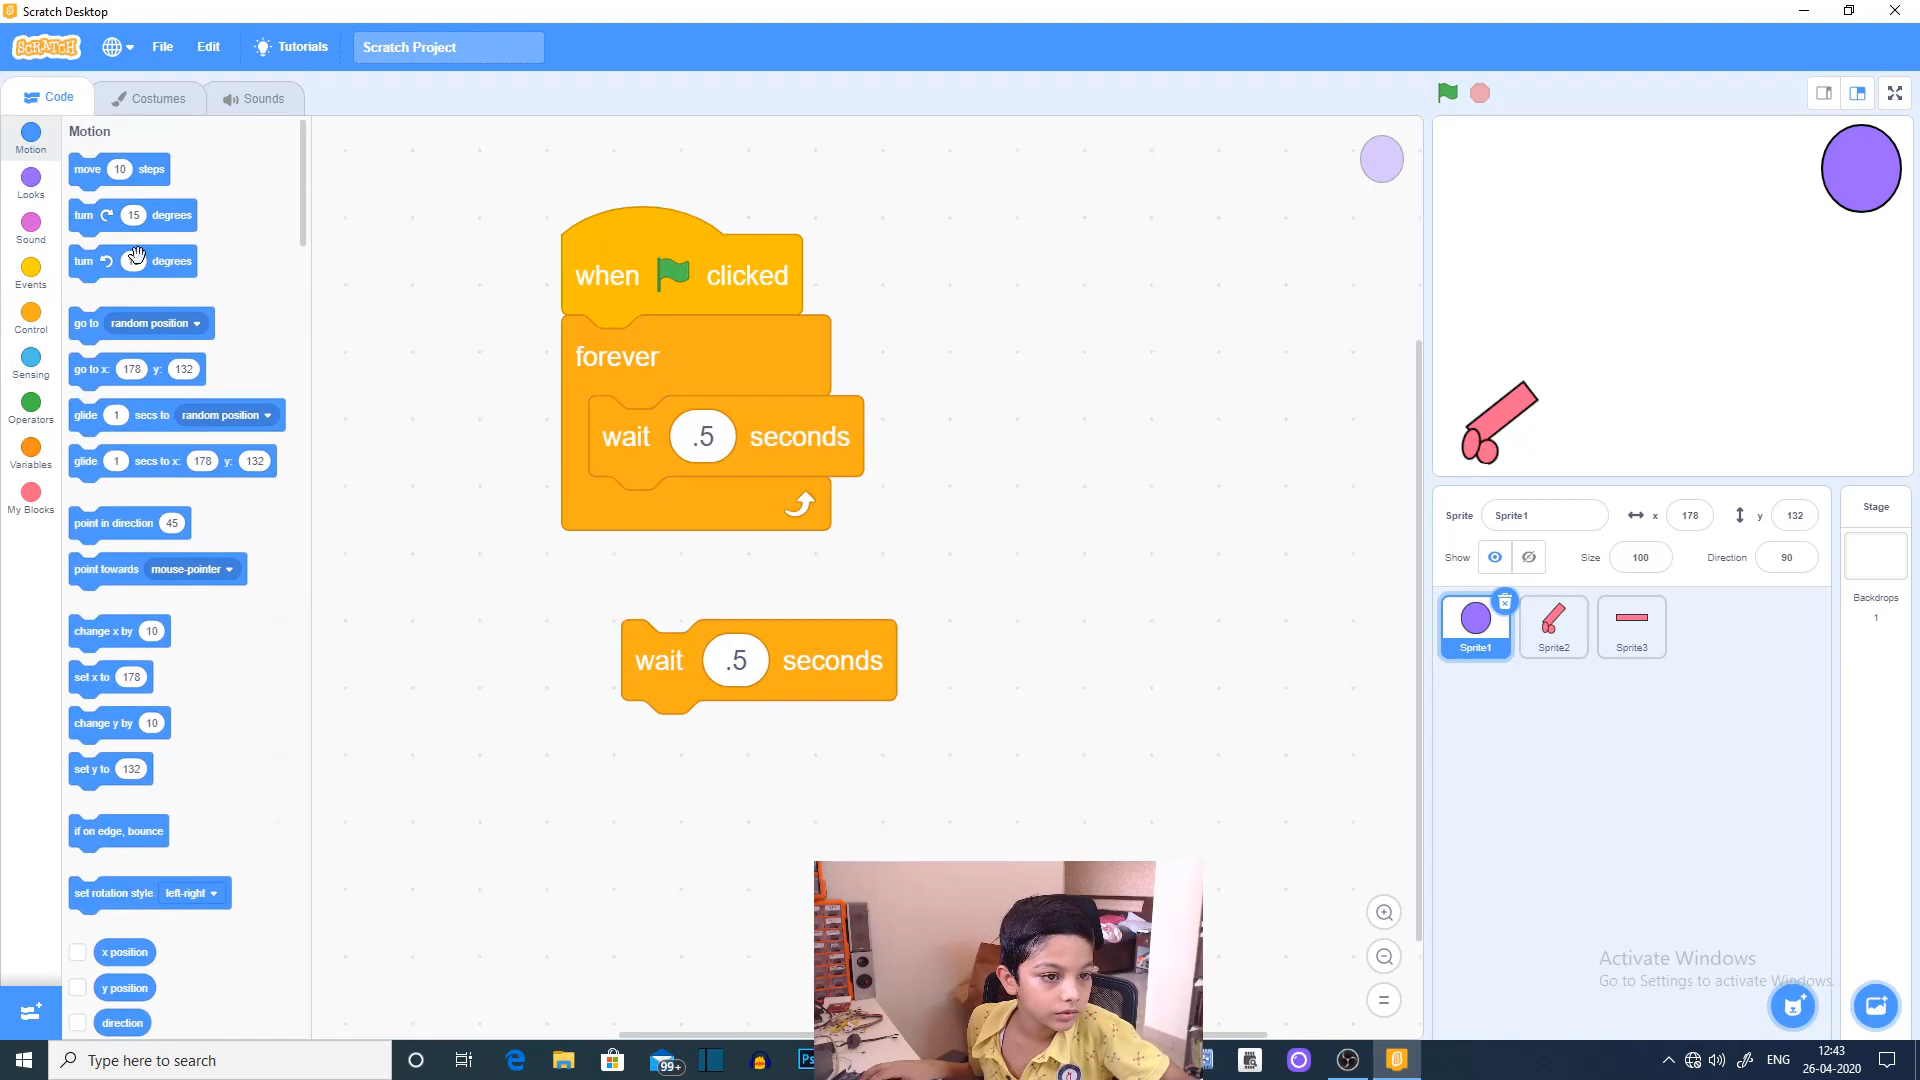 Scratch Desktop
SCRATCH
File
Edit
Tutorials
Scratch Project
Code
Costumes
Sounds
Motion
Looks
Sound
Events
Control
Sensing
Operators
Variables
My Blocks
Motion
move 10 steps
turn 15 degrees
turn degrees
go to random position
go to x: 178 y: 132
glide 1 secs to random position
glide 1 secs to x: 178 y: 132
point in direction 45
point towards mouse-pointer
change x by 10
set x to 178
change y by 10
set y to 132
if on edge, bounce
set rotation style left-right
x position
y position
direction
when clicked
forever
wait .5 seconds
wait .5 seconds
Sprite Sprite1 x 178 y 132
Show Size 100 Direction 90
Sprite1
Sprite2
Sprite3
Stage
Backdrops
1
Activate Windows
Go to Settings to activate Windows.
Type here to search
99+
Ps
ENG
12:43
26-04-2020